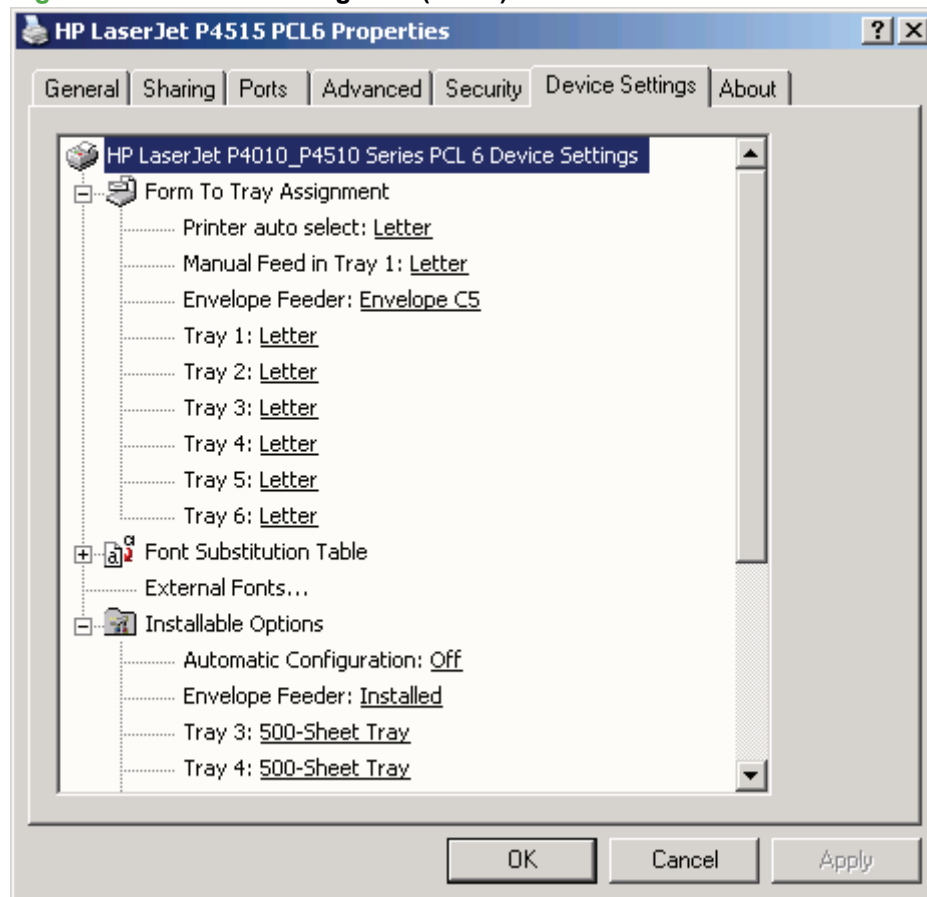 HP LaserJet P4515 PCL6 Properties
General Sharing Ports Advanced Security Device Settings About
HP LaserJet P4010_P4510 Series PCL 6 Device Settings
Form To Tray Assignment
Printer auto select: Letter
Manual Feed in Tray 1: Letter
Envelope Feeder: Envelope C5
Tray 1: Letter
Tray 2: Letter
Tray 3: Letter
Tray 4: Letter
Tray 5: Letter
Tray 6: Letter
Font Substitution Table
External Fonts...
Installable Options
Automatic Configuration: Off
Envelope Feeder: Installed
Tray 3: 500-Sheet Tray
Tray 4: 500-Sheet Tray
OK Cancel Apply